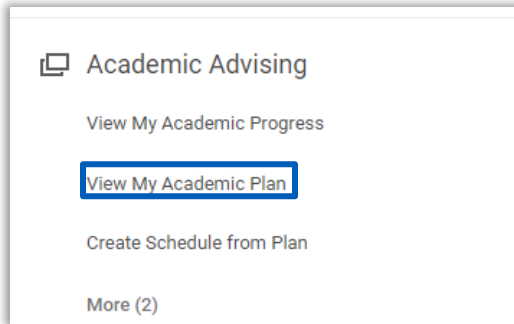 Academic Advising
View My Academic Progress
View My Academic Plan
Create Schedule from Plan
More (2)